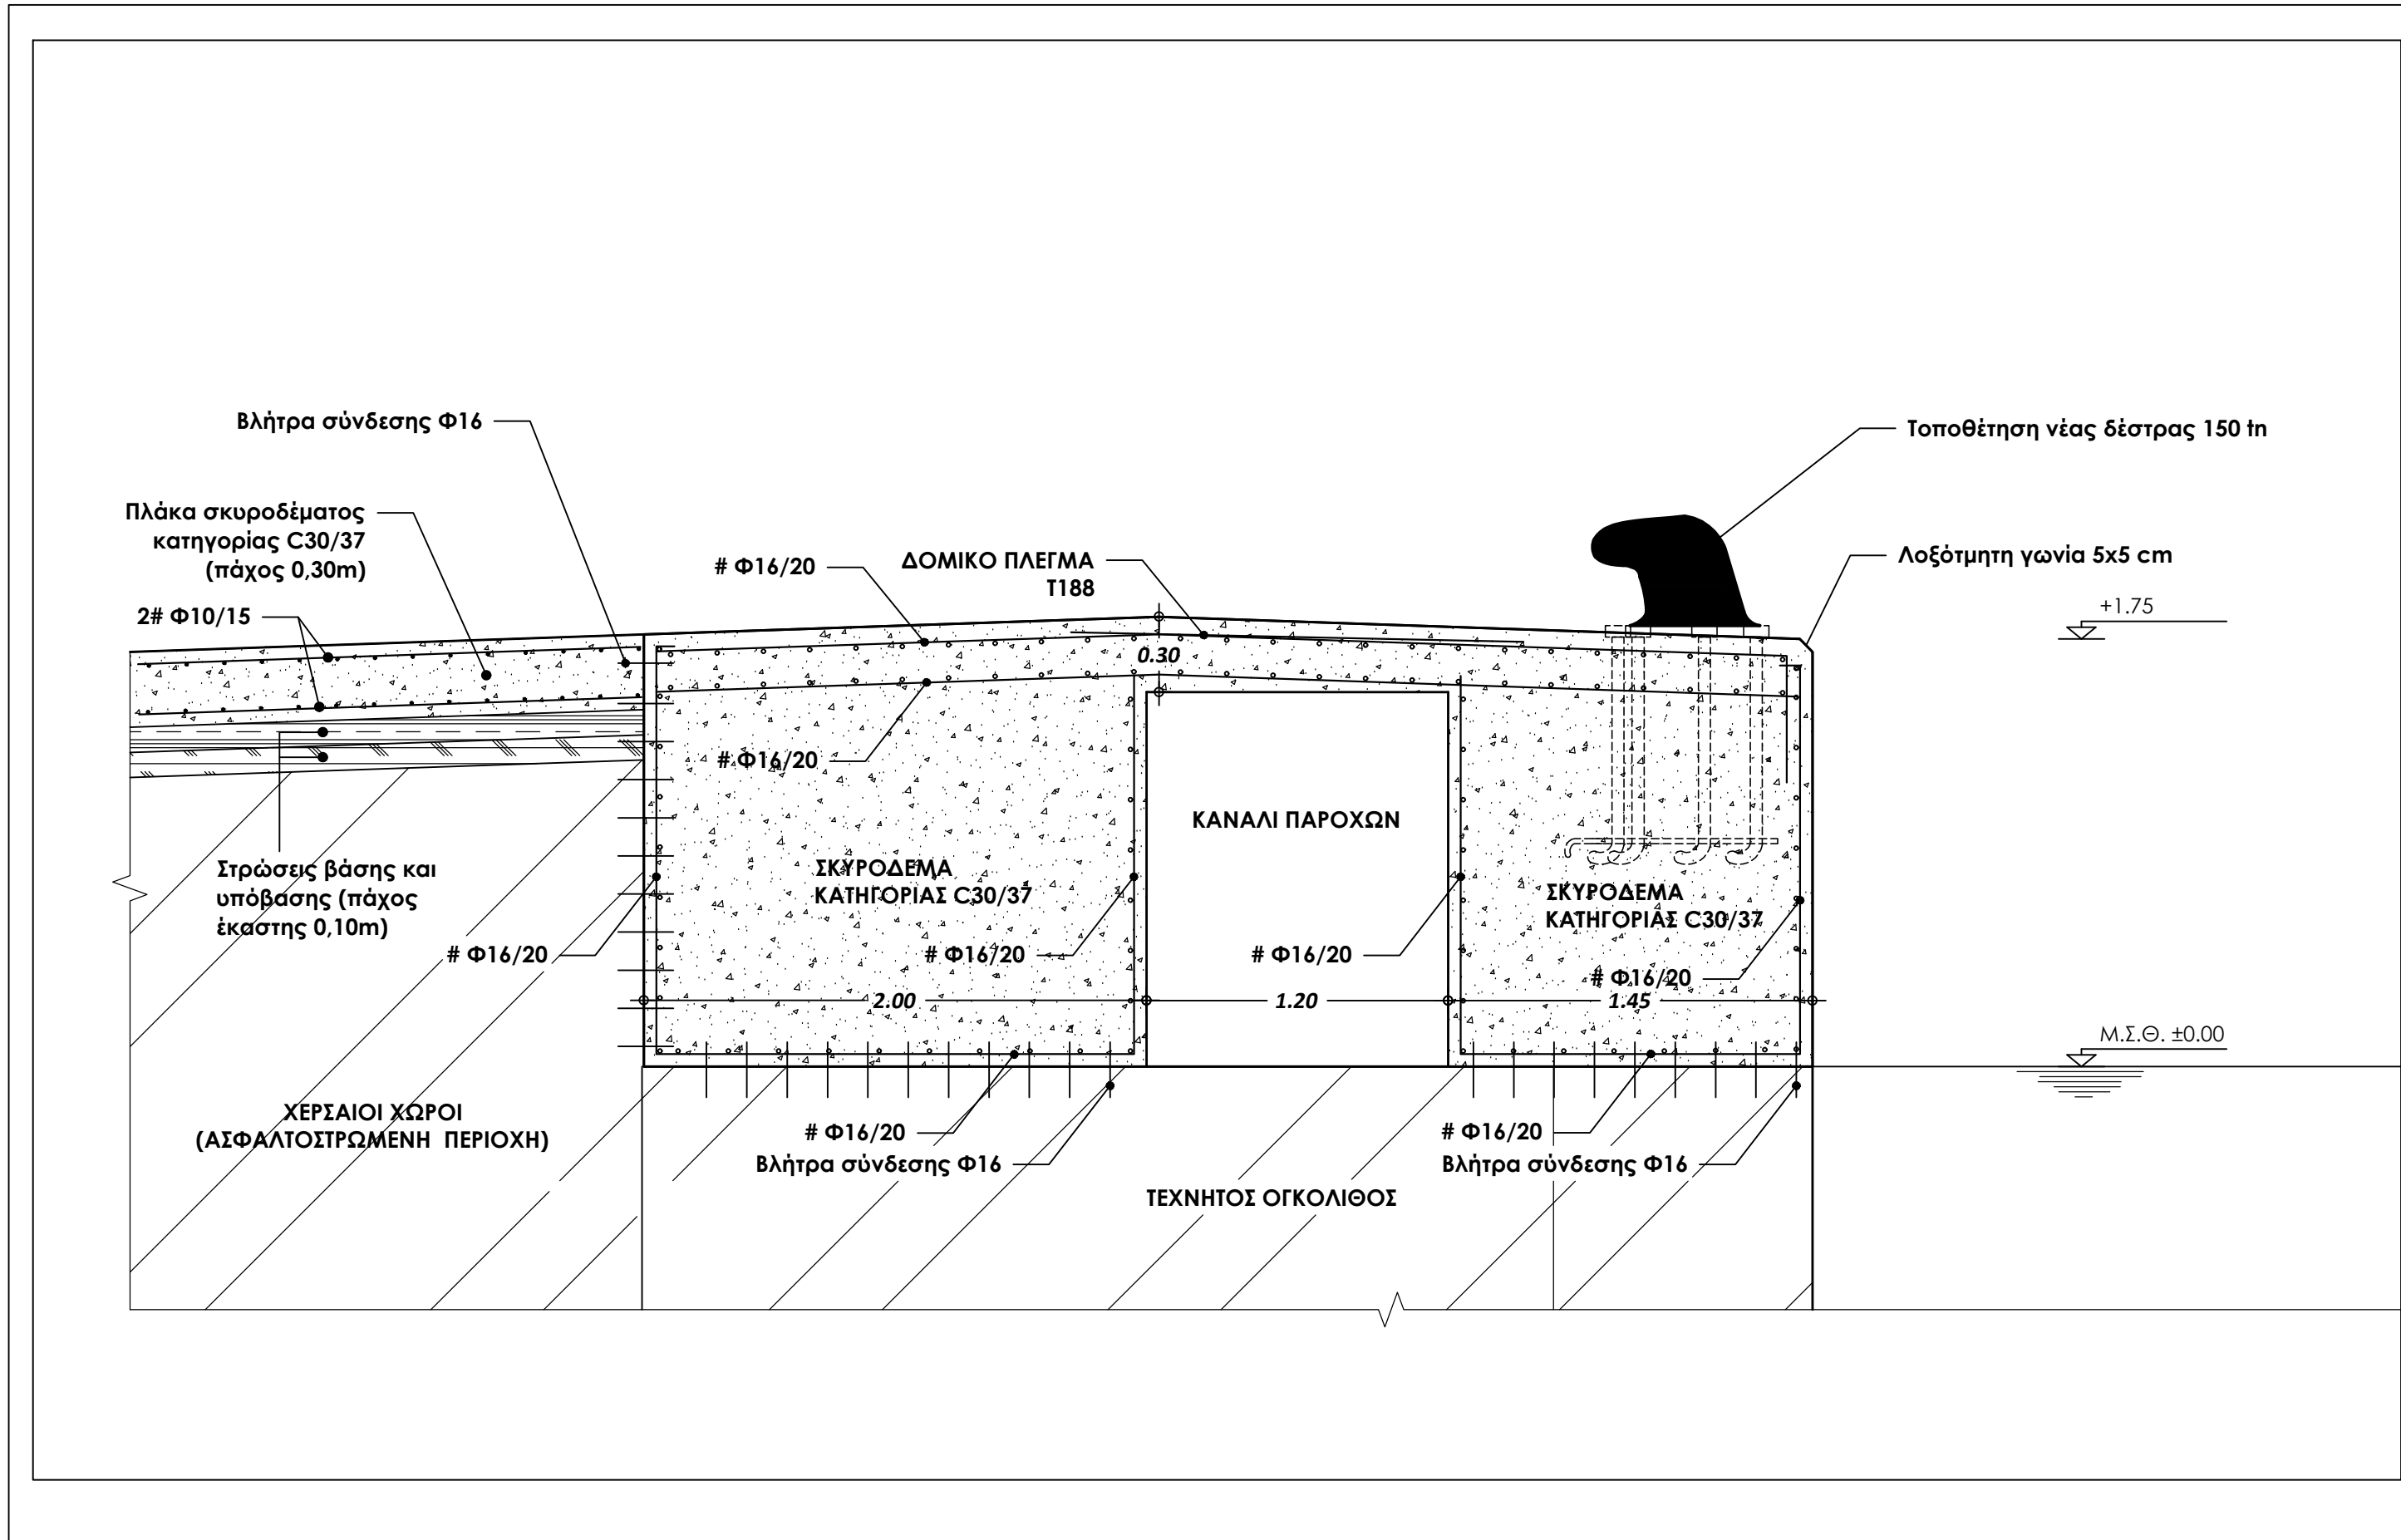 Βλήτρα σύνδεσης Φ16
Τοποθέτηση νέας δέστρας 150 tn
Πλάκα σκυροδέματος
κατηγορίας C30/37
(πάχος 0,30m)
2# Φ10/15
# Φ16/20
ΔΟΜΙΚΟ ΠΛΕΓΜΑ
Τ188
Λοξότμητη γωνία 5x5 cm
+1.75
0.30
# Φ16/20
ΚΑΝΑΛΙ ΠΑΡΟΧΩΝ
Στρώσεις βάσης και
υπόβασης (πάχος
έκαστης 0,10m)
ΣΚΥΡΟΔΕΜΑ
ΚΑΤΗΓΟΡΙΑΣ C30/37
ΣΚΥΡΟΔΕΜΑ
ΚΑΤΗΓΟΡΙΑΣ C30/37
# Φ16/20
# Φ16/20
# Φ16/20
# Φ16/20
2.00
1.20
1.45
Μ.Σ.Θ. ±0.00
ΧΕΡΣΑΙΟΙ ΧΩΡΟΙ
(ΑΣΦΑΛΤΟΣΤΡΩΜΕΝΗ ΠΕΡΙΟΧΗ)
# Φ16/20
Βλήτρα σύνδεσης Φ16
# Φ16/20
Βλήτρα σύνδεσης Φ16
ΤΕΧΝΗΤΟΣ ΟΓΚΟΛΙΘΟΣ